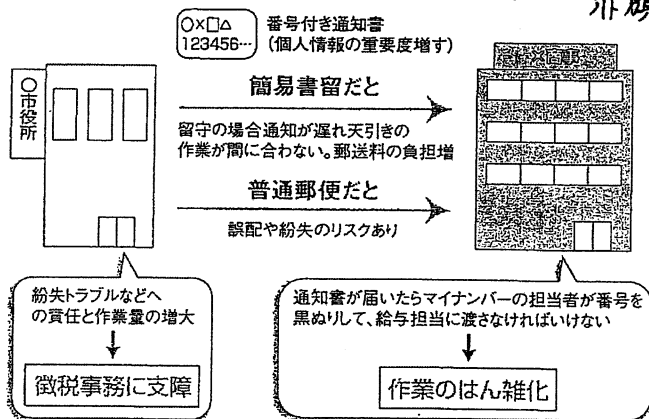 ○×□△
123456…
番号付き通知書
(個人情報の重要度増す)
○市役所
簡易書留だと
留守の場合通知が遅れ天引きの
作業が間に合わない。郵送料の負担増
普通郵便だと
誤配や紛失のリスクあり
紛失トラブルなどへ
の責任と作業量の増大
徴税事務に支障
通知書が届いたらマイナンバーの担当者が番号を
黒ぬりして、給与担当に渡さなければいけない
作業のはん雑化